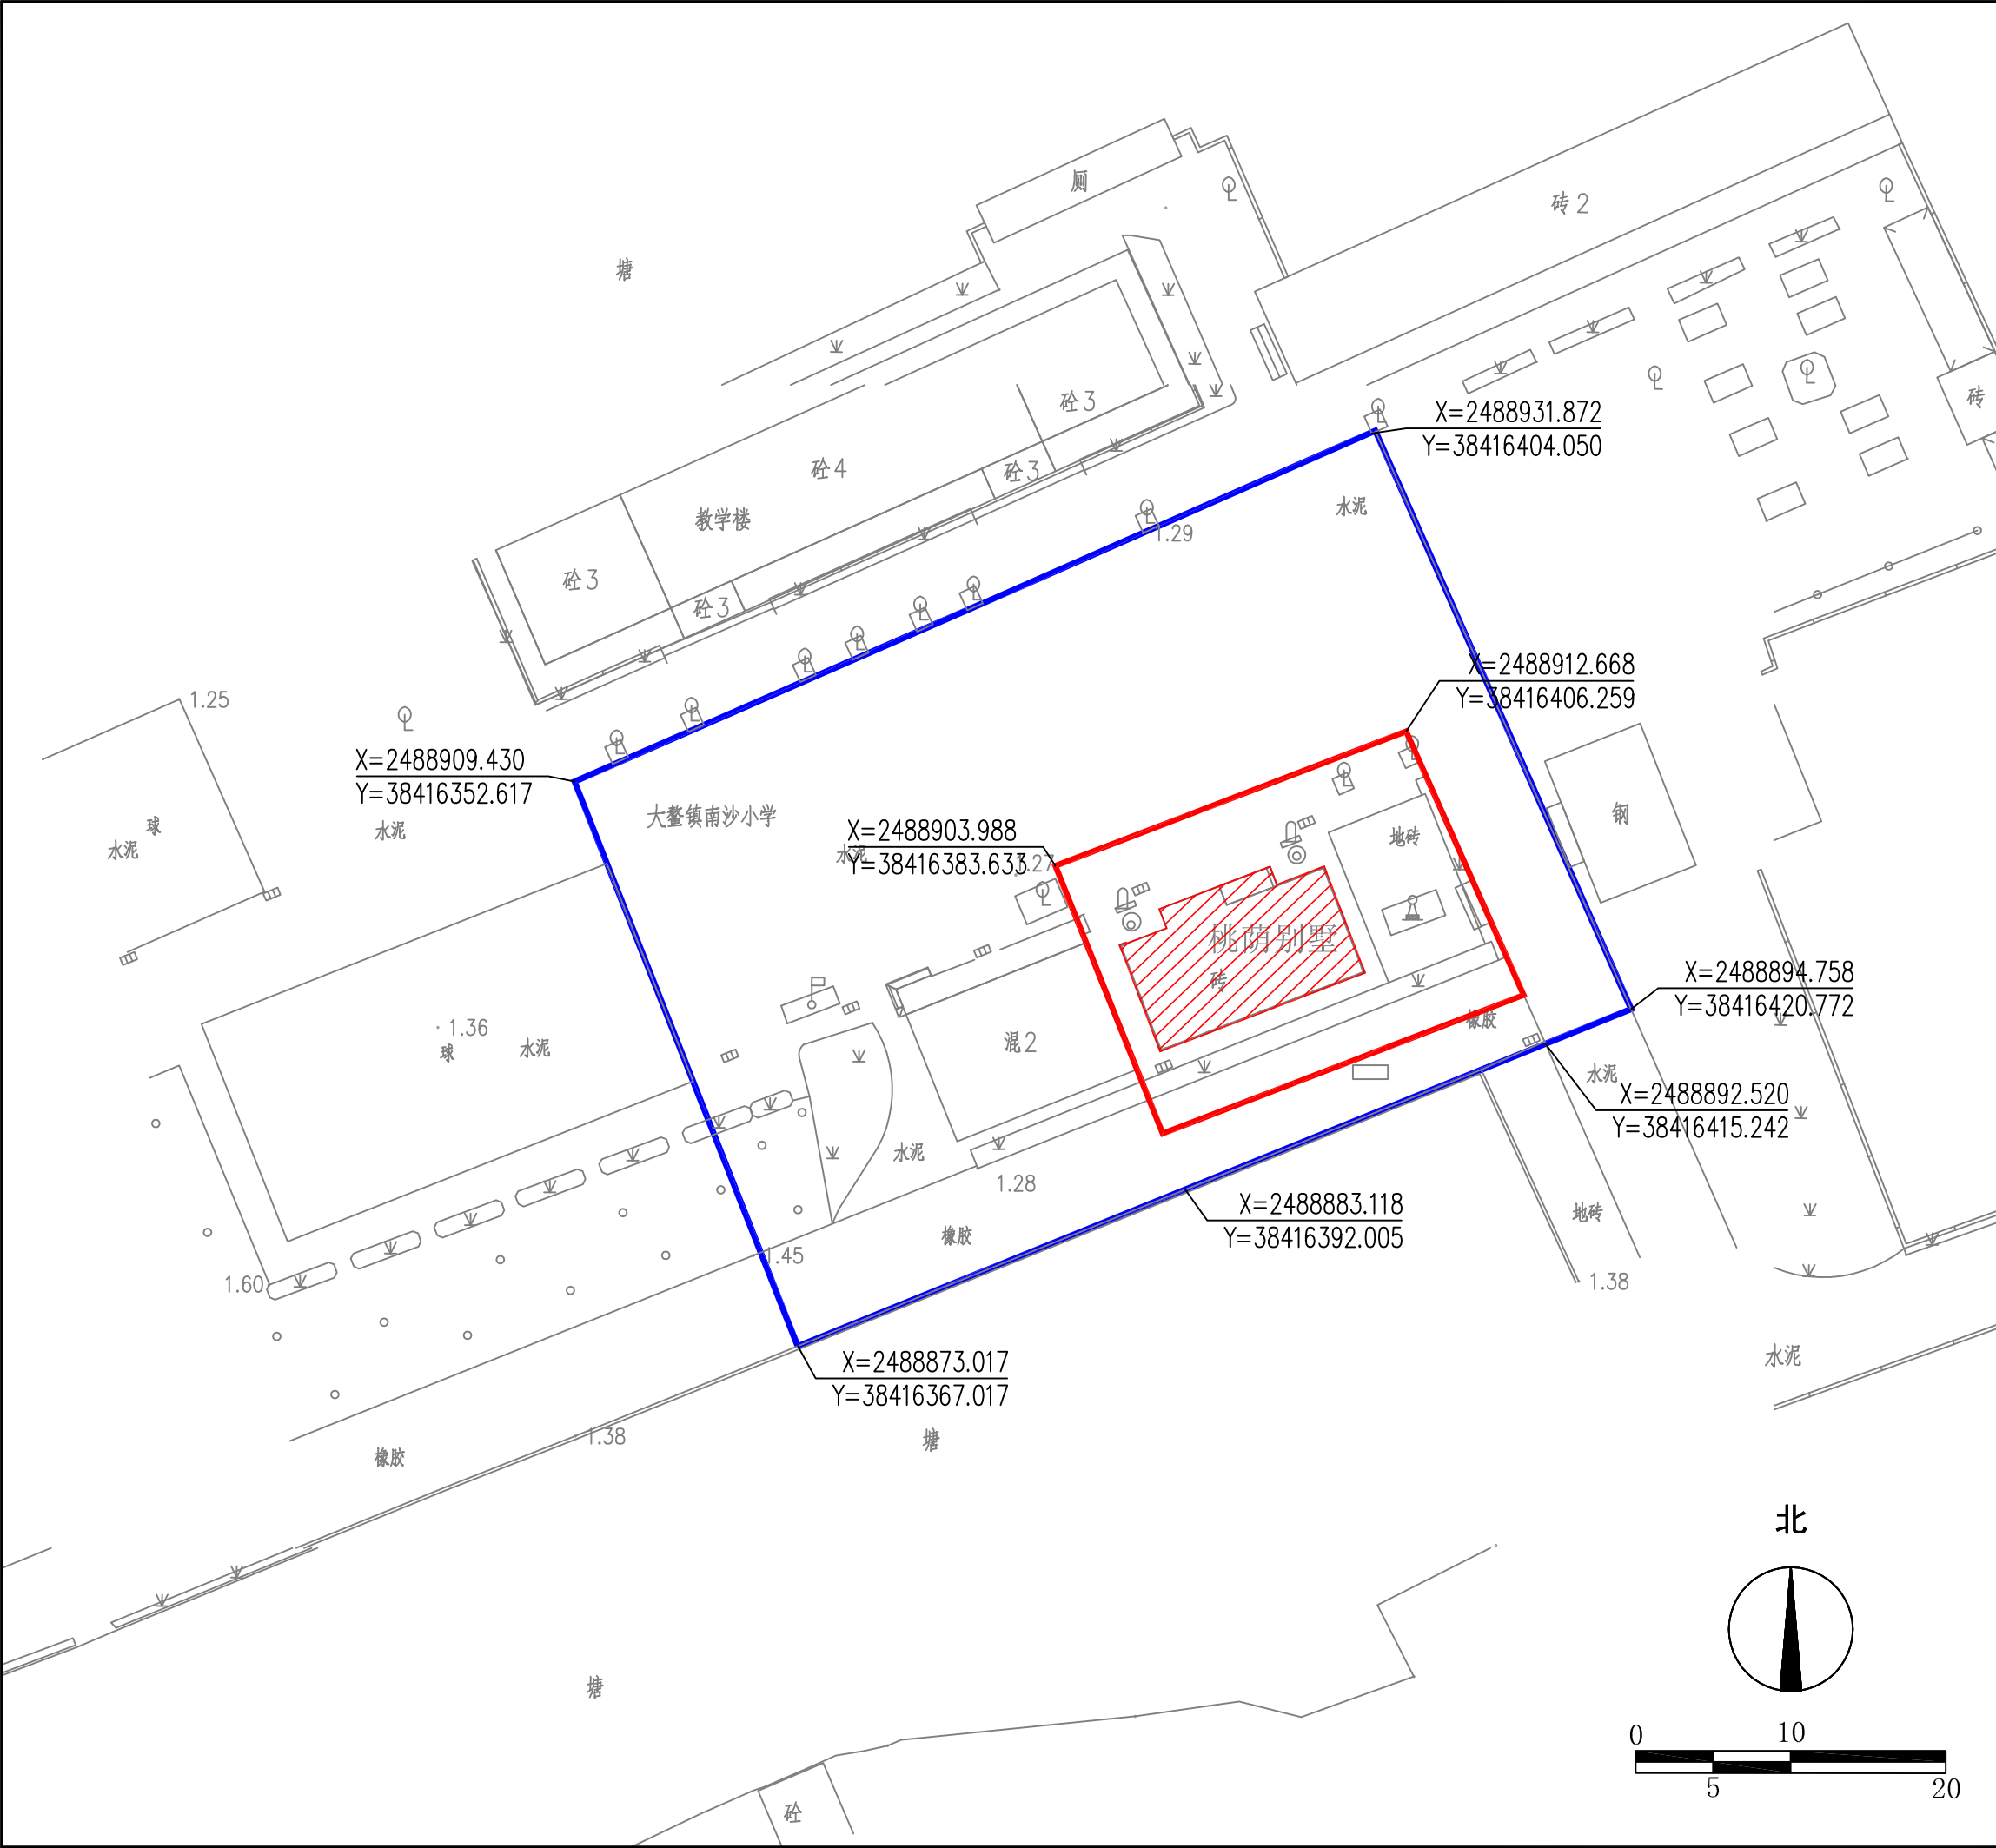 厕
砖2
塘
砼3
砖
X=2488931.872
Y=38416404.050
砼4
砼3
水泥
教学楼
1.29
砼3
砼3
X=2488912.668
Y=38416406.259
1.25
X=2488909.430
Y=38416352.617
大鳌镇南沙小学
钢
球
水泥
水泥
X=2488903.988
Y=38416383.633
水泥
1.27
地砖
桃荫别墅
砖
X=2488894.758
Y=38416420.772
1.36
球
水泥
混2
橡胶
水泥
X=2488892.520
Y=38416415.242
水泥
1.28
X=2488883.118
Y=38416392.005
地砖
橡胶
1.45
1.60
1.38
水泥
X=2488873.017
Y=38416367.017
1.38
塘
橡胶
北
塘
0
10
5
20
砼